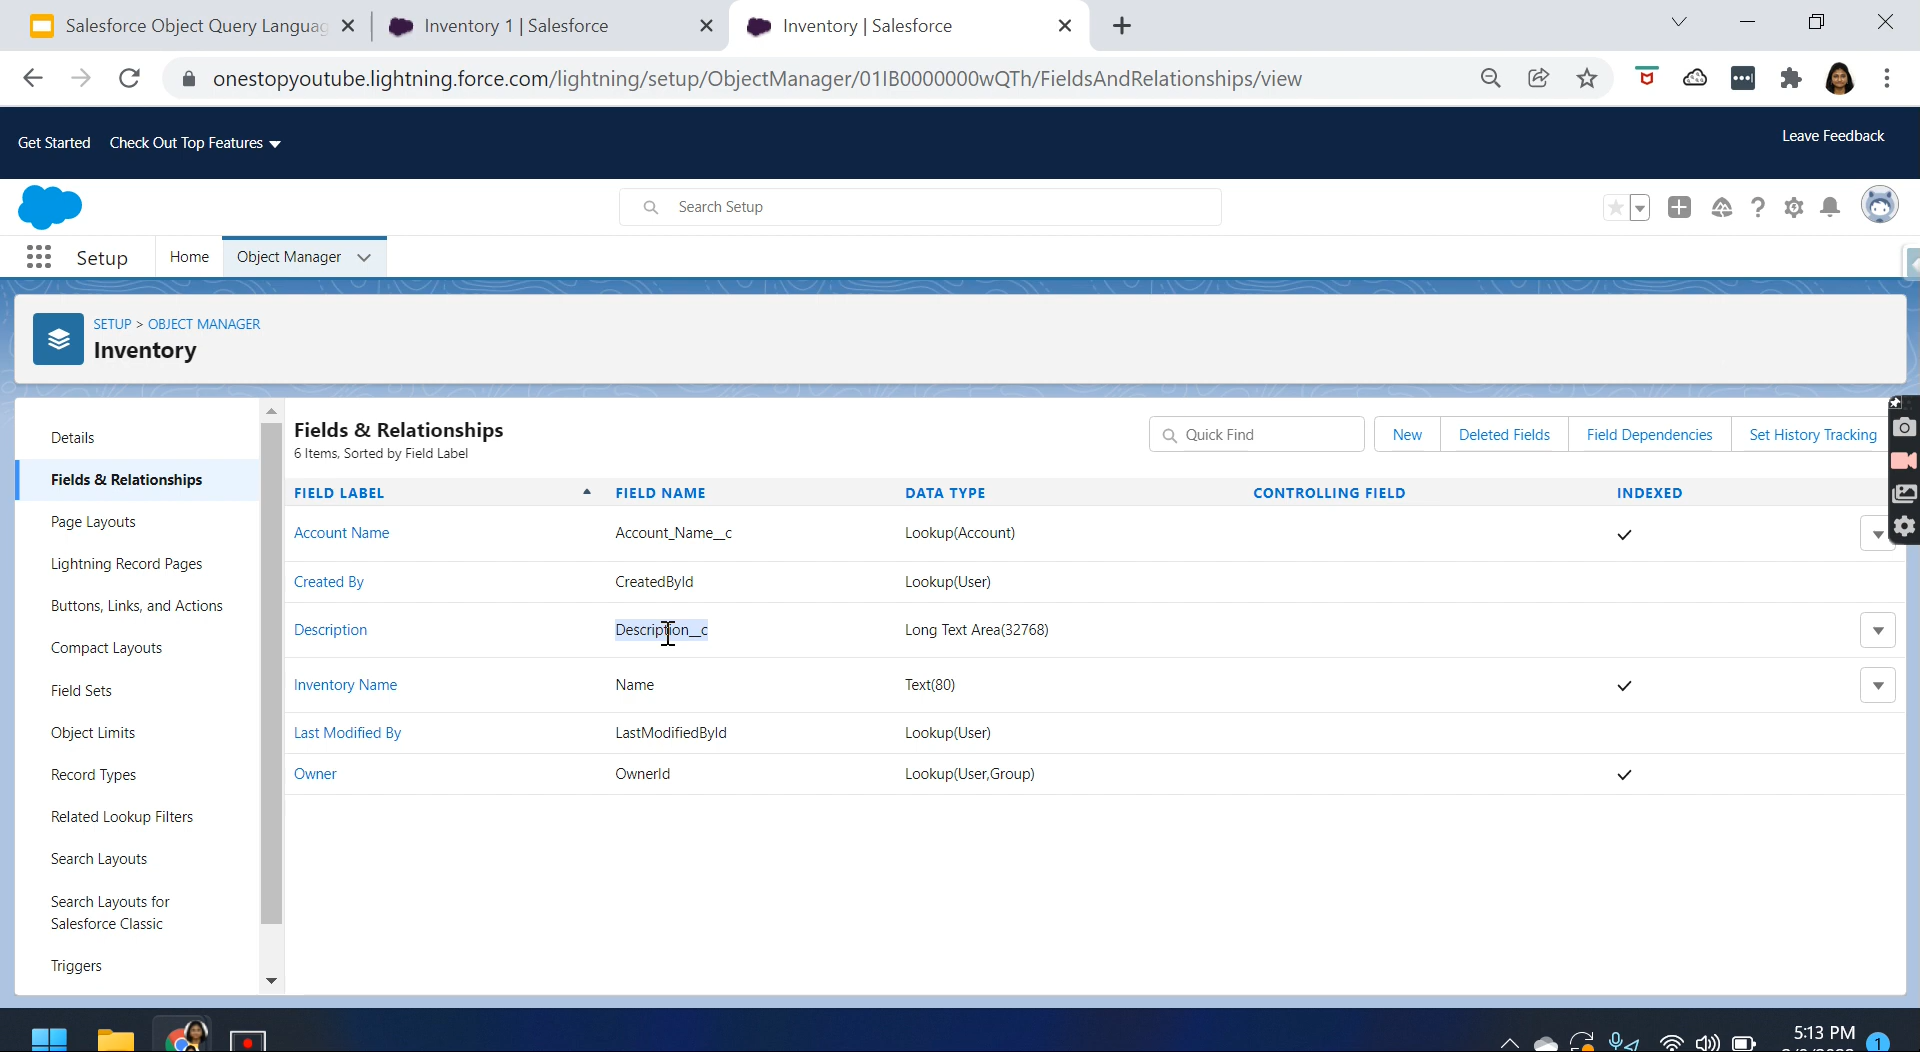 Salesforce Object Query Languag
Inventory 1 | Salesforce
Inventory | Salesforce
onestopyoutube.lightning.force.com/lightning/setup/ObjectManager/01IB0000000wQTh/FieldsAndRelationships/view
Get Started
Check Out Top Features
Leave Feedback
Search Setup
Setup
Home
Object Manager
SETUP > OBJECT MANAGER
Inventory
Details
Fields & Relationships
Page Layouts
Lightning Record Pages
Buttons, Links, and Actions
Compact Layouts
Field Sets
Object Limits
Record Types
Related Lookup Filters
Search Layouts
Search Layouts for
Salesforce Classic
Triggers
Fields & Relationships
6 Items, Sorted by Field Label
Quick Find
New
Deleted Fields
Field Dependencies
Set History Tracking
FIELD LABEL FIELD NAME DATA TYPE CONTROLLING FIELD INDEXED
Account Name Account_Name__c Lookup(Account)
Created By CreatedById Lookup(User)
Description Description__c Long Text Area(32768)
Inventory Name Name Text(80)
Last Modified By LastModifiedById Lookup(User)
Owner OwnerId Lookup(User,Group)
5:13 PM
1